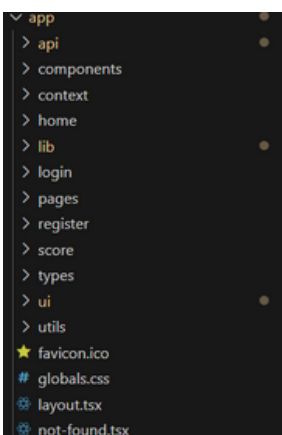 app
api
components
context
home
lib
login
pages
register
score
types
ui
utils
favicon.ico
# globals.css
layout.tsx
not-found.tsx